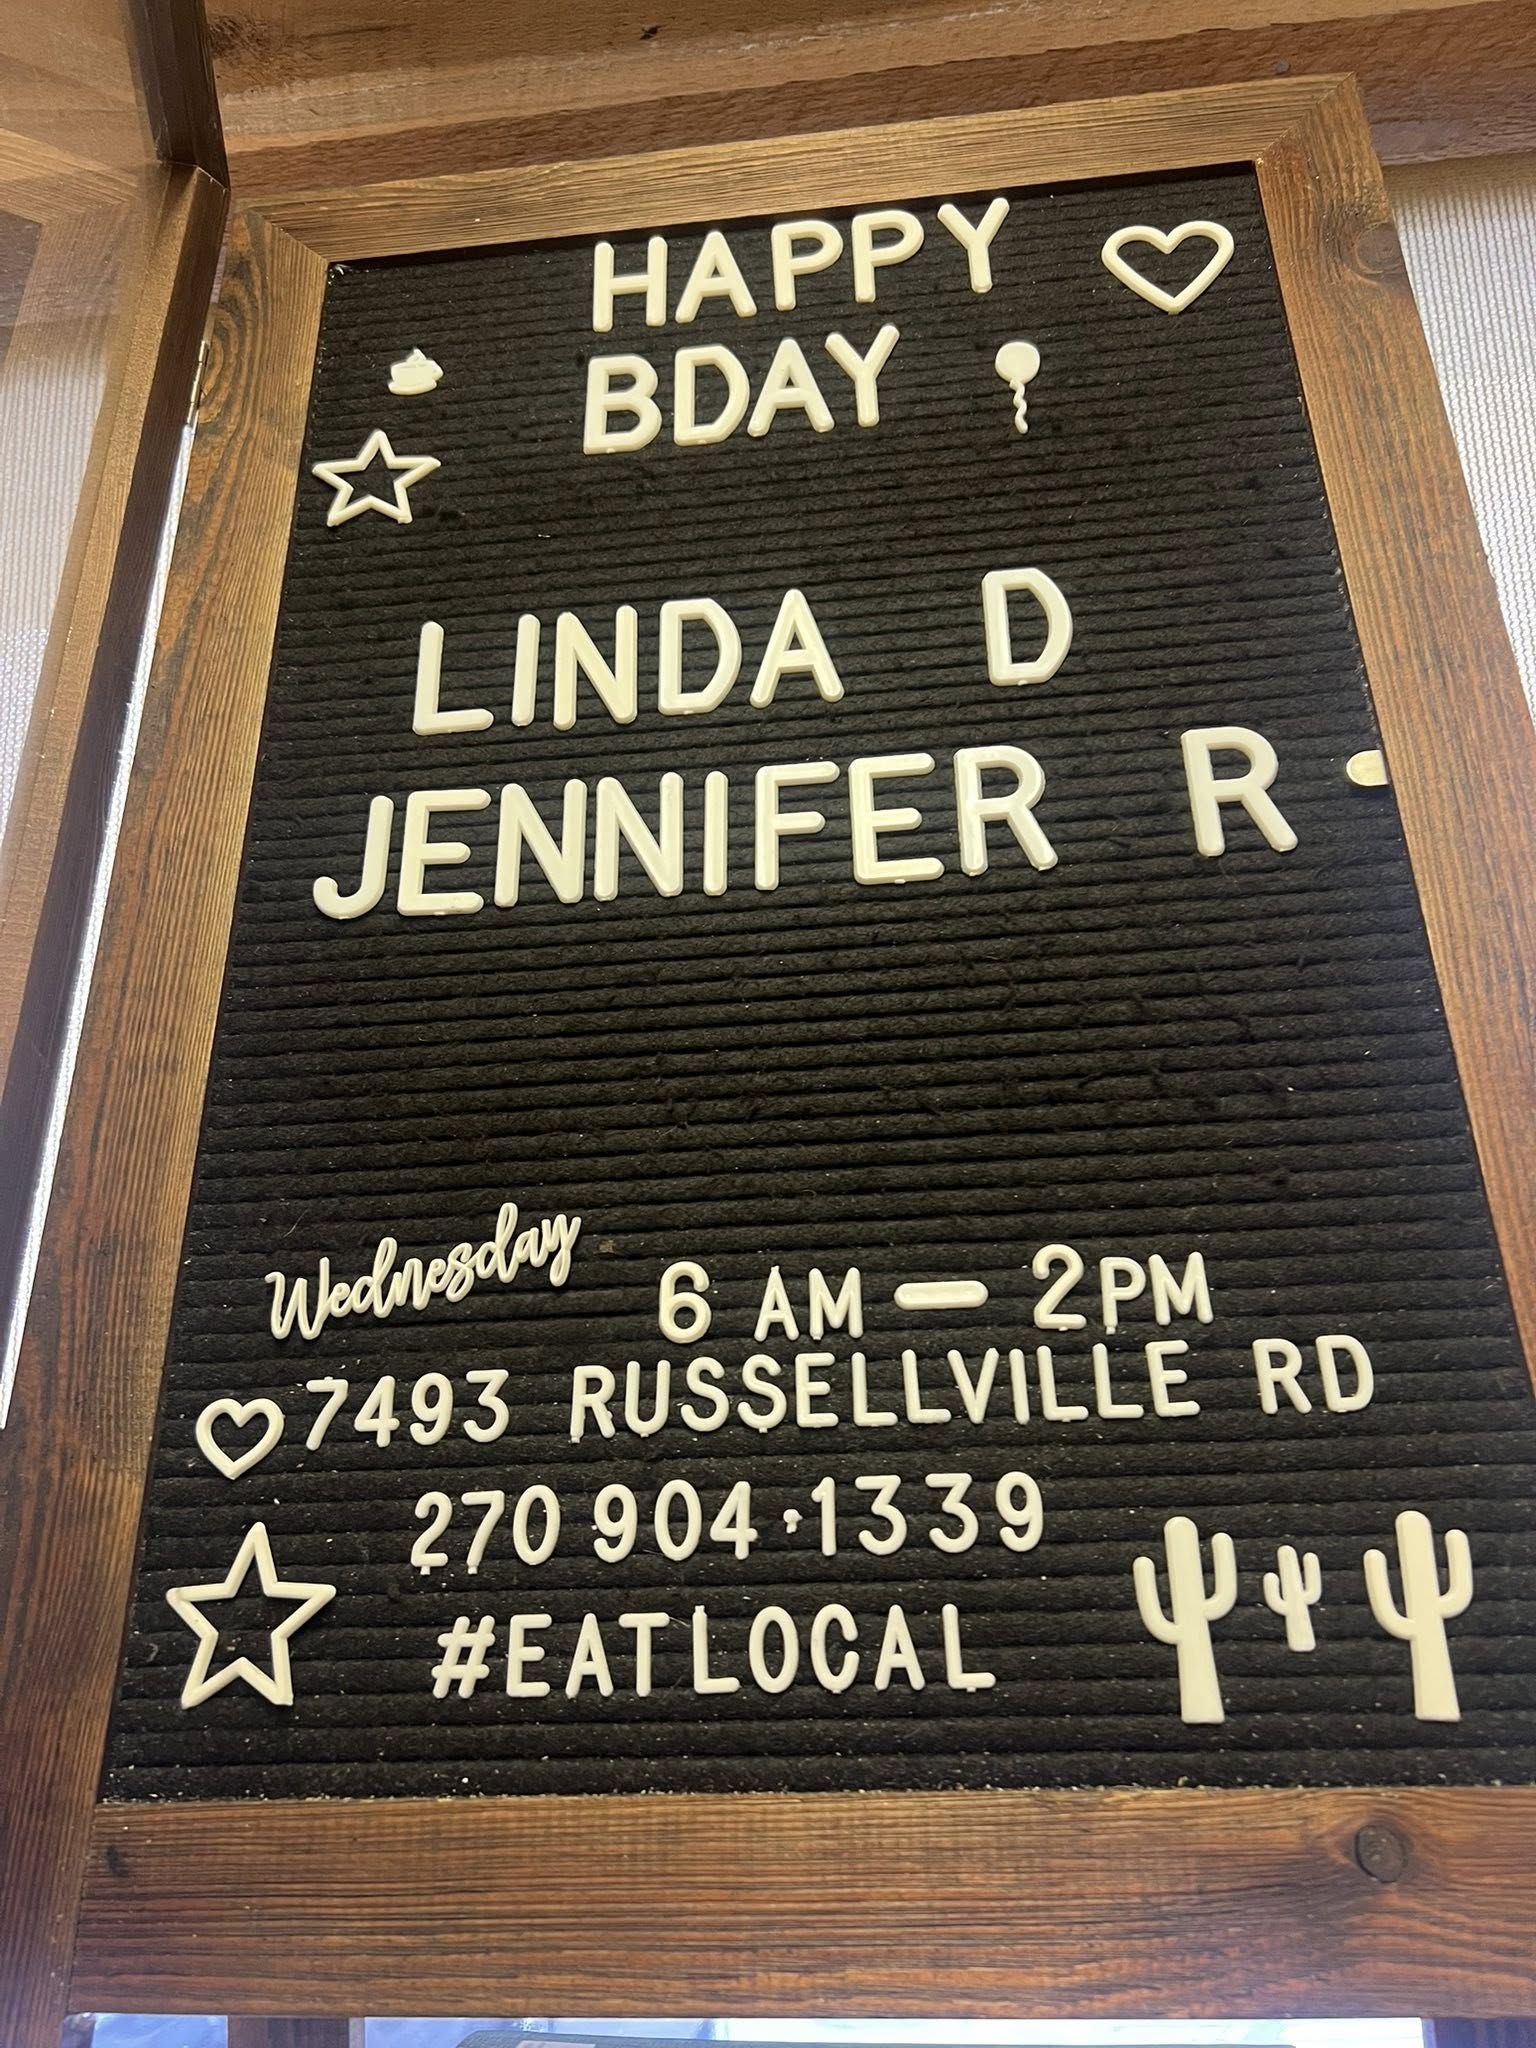 HAPPY
BDAY
LINDA D
JENNIFER R
Wednesday 6 AM - 2PM
7493 RUSSELLVILLE RD
270 904·1339
#EATLOCAL